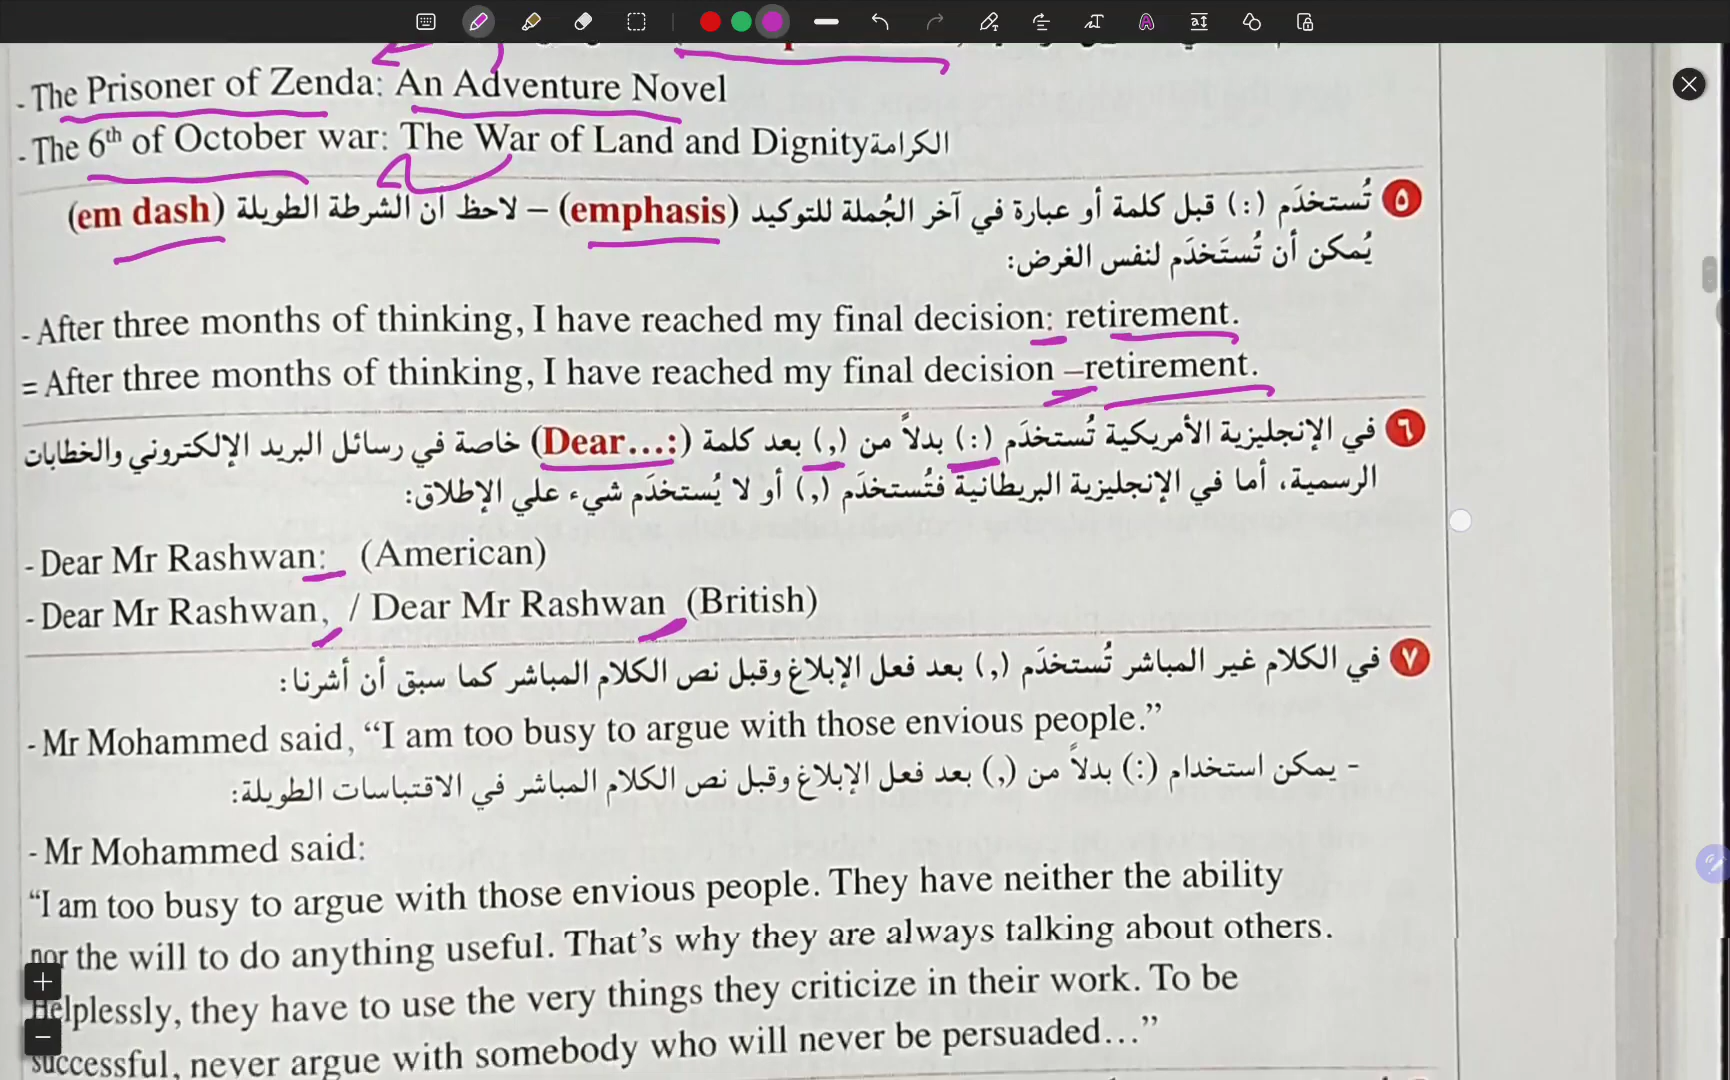 - The Prisoner of Zenda: An Adventure Novel
- The 6th of October war: The War of Land and Dignity الكرامة
٥ تُستخدَم (:) قبل كلمة أو عبارة في آخر الجُملة للتوكيد (emphasis) – لاحظ أن الشرطة الطويلة (em dash)
يُمكن أن تُستَخدَم لنفس الغرض:
- After three months of thinking, I have reached my final decision: retirement.
= After three months of thinking, I have reached my final decision –retirement.
٦ في الإنجليزية الأمريكية تُستخدَم (:) بدلاً من (,) بعد كلمة (Dear...:) خاصة في رسائل البريد الإلكتروني والخطابات
الرسمية، أما في الإنجليزية البريطانية فتُستخدَم (,) أو لا يُستخدَم شيء على الإطلاق:
- Dear Mr Rashwan: (American)
- Dear Mr Rashwan, / Dear Mr Rashwan (British)
٧ في الكلام غير المباشر تُستخدَم (,) بعد فعل الإبلاغ وقبل نص الكلام المباشر كما سبق أن أشرنا:
- Mr Mohammed said, “I am too busy to argue with those envious people.”
- يمكن استخدام (:) بدلاً من (,) بعد فعل الإبلاغ وقبل نص الكلام المباشر في الاقتباسات الطويلة:
- Mr Mohammed said:
“I am too busy to argue with those envious people. They have neither the ability
nor the will to do anything useful. That’s why they are always talking about others.
Helplessly, they have to use the very things they criticize in their work. To be
successful, never argue with somebody who will never be persuaded...”